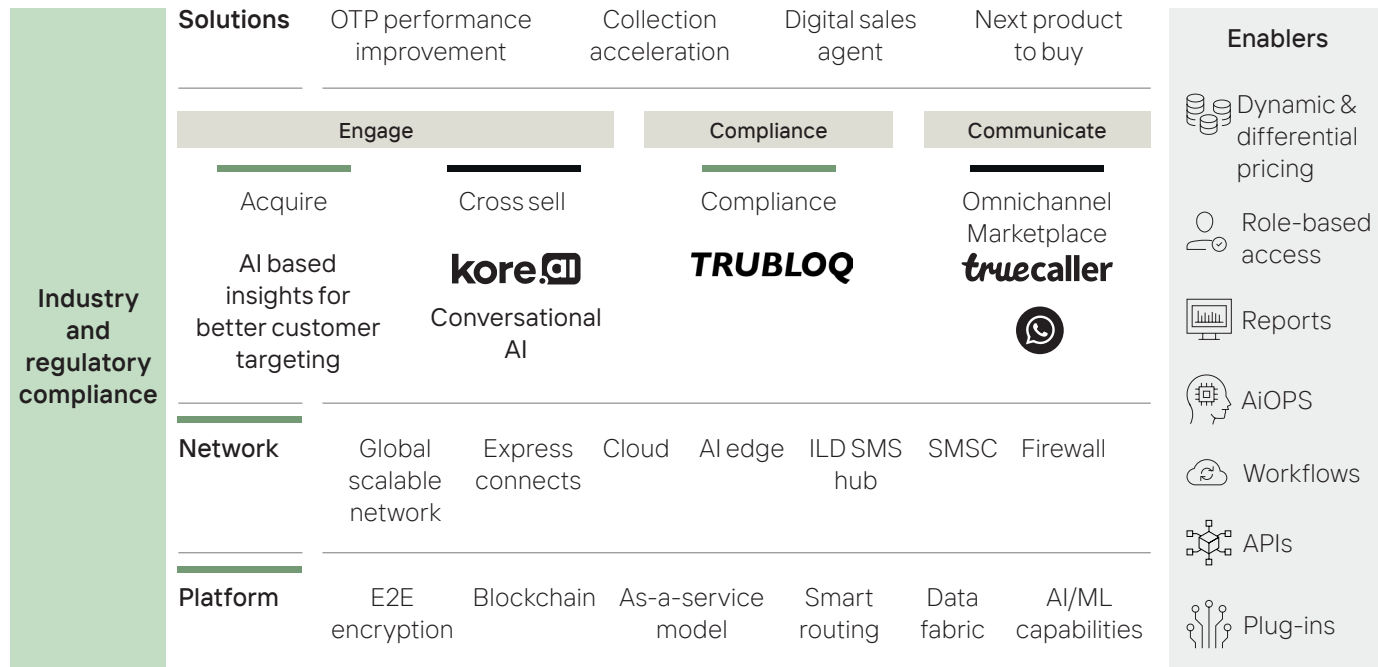 Industry
and
regulatory
compliance
Solutions
OTP performance
improvement
Collection
acceleration
Digital sales
agent
Next product
to buy
Engage
Compliance
Communicate
Acquire
AI based
insights for
better customer
targeting
Cross sell
kore.ai
Conversational
AI
Compliance
TRUBLOQ
Omnichannel
Marketplace
truecaller
Network
Global
scalable
network
Express
connects
Cloud
AI edge
ILD SMS
hub
SMSC
Firewall
Platform
E2E
encryption
Blockchain
As-a-service
model
Smart
routing
Data
fabric
AI/ML
capabilities
Enablers
Dynamic &
differential
pricing
Role-based
access
Reports
AiOPS
Workflows
APIs
Plug-ins